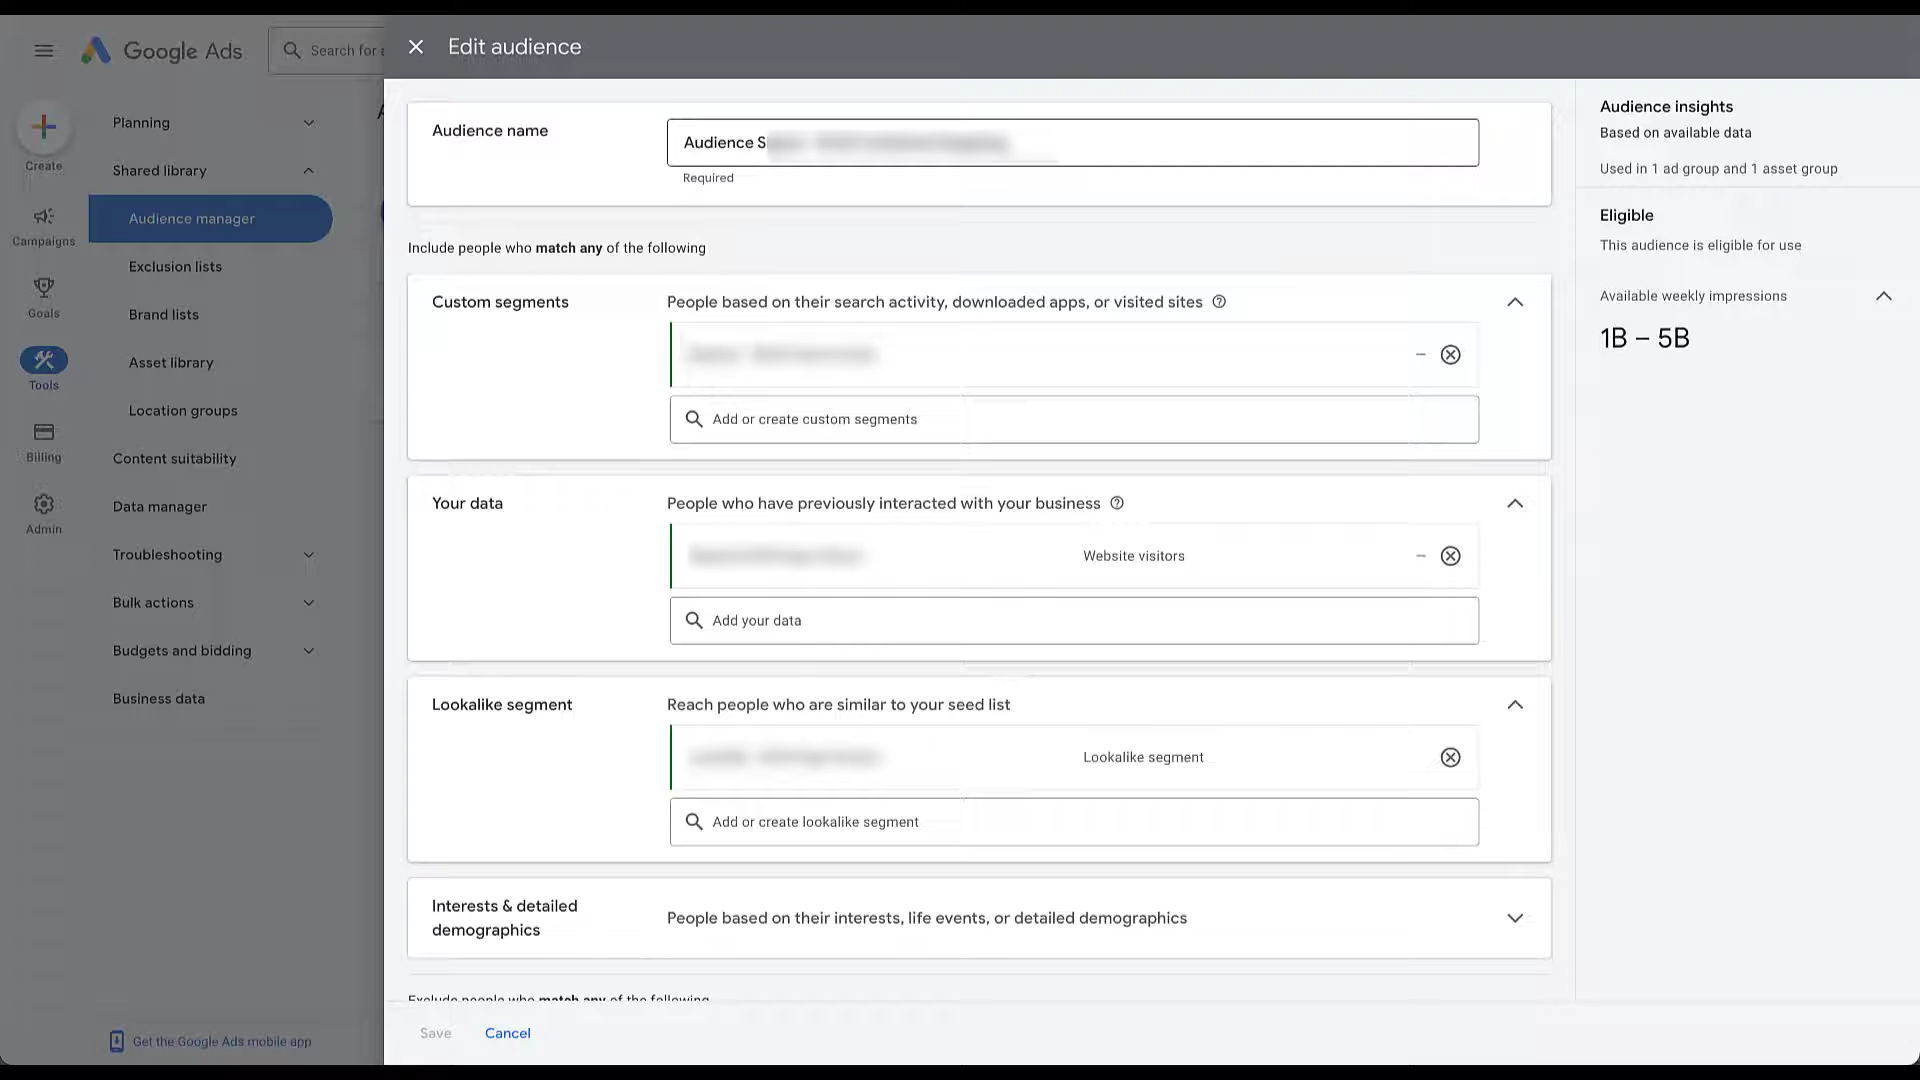 Google Ads
Search for a
Create
Campaigns
Goals
Tools
Billing
Admin
Planning
Shared library
Audience manager
Exclusion lists
Brand lists
Asset library
Location groups
Content suitability
Data manager
Troubleshooting
Bulk actions
Budgets and bidding
Business data
Get the Google Ads mobile app
Edit audience
Audience name
Audience S
Required
Include people who match any of the following
Custom segments
People based on their search activity, downloaded apps, or visited sites
–
Add or create custom segments
Your data
People who have previously interacted with your business
Website visitors
–
Add your data
Lookalike segment
Reach people who are similar to your seed list
Lookalike segment
Add or create lookalike segment
Interests & detailed
demographics
People based on their interests, life events, or detailed demographics
Exclude people who match any of the following
Save
Cancel
Audience insights
Based on available data
Used in 1 ad group and 1 asset group
Eligible
This audience is eligible for use
Available weekly impressions
1B – 5B